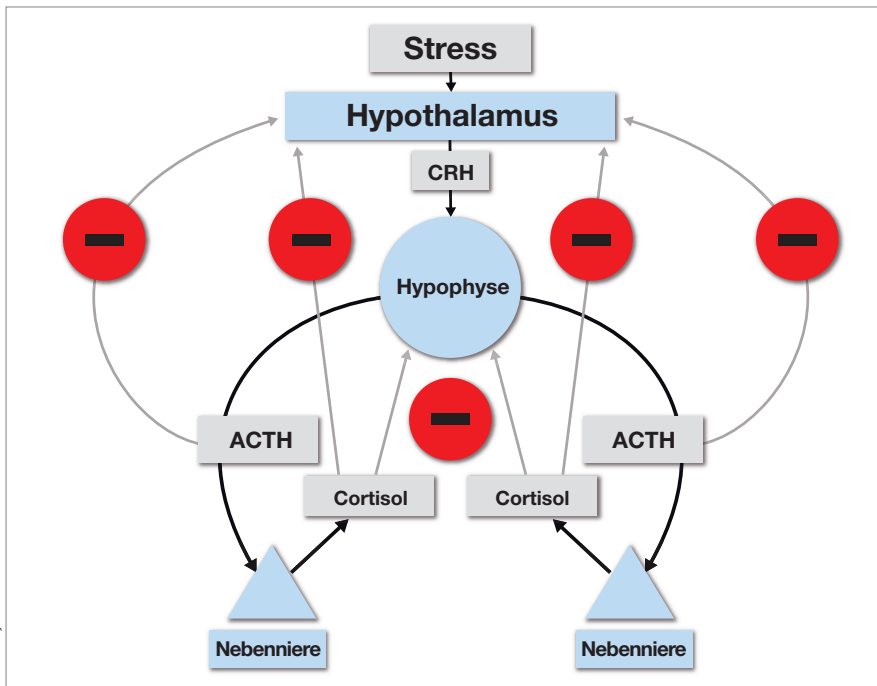 Stress
Hypothalamus
CRH
Hypophyse
ACTH
ACTH
Cortisol
Cortisol
Nebenniere
Nebenniere